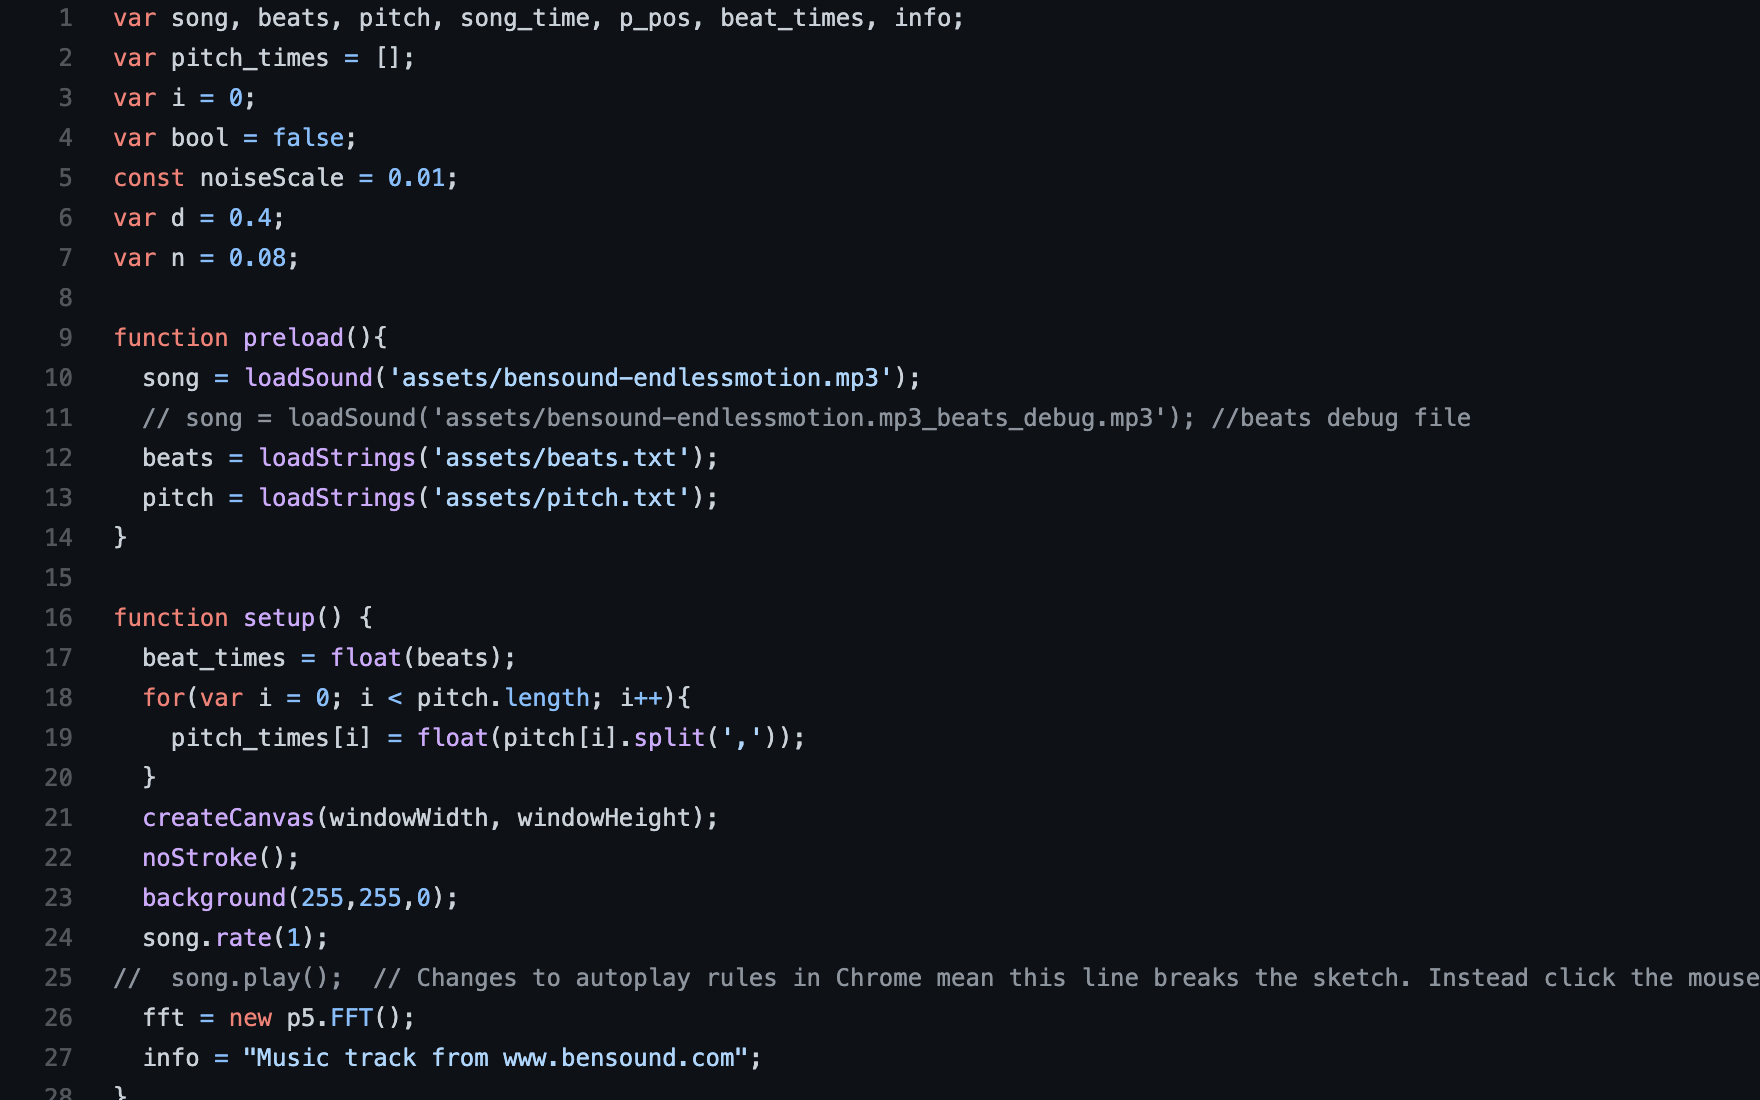 1 var song, beats, pitch, song_time, p_pos, beat_times, info;
2 var pitch_times = [];
3 var i = 0;
4 var bool = false;
5 const noiseScale = 0.01;
6 var d = 0.4;
7 var n = 0.08;
8
9 function preload(){
10   song = loadSound('assets/bensound-endlessmotion.mp3');
11   // song = loadSound('assets/bensound-endlessmotion.mp3_beats_debug.mp3'); //beats debug file
12   beats = loadStrings('assets/beats.txt');
13   pitch = loadStrings('assets/pitch.txt');
14 }
15
16 function setup() {
17   beat_times = float(beats);
18   for(var i = 0; i < pitch.length; i++){
19     pitch_times[i] = float(pitch[i].split(','));
20   }
21   createCanvas(windowWidth, windowHeight);
22   noStroke();
23   background(255,255,0);
24   song.rate(1);
25 //  song.play();  // Changes to autoplay rules in Chrome mean this line breaks the sketch. Instead click the mouse
26   fft = new p5.FFT();
27   info = "Music track from www.bensound.com";
28 }